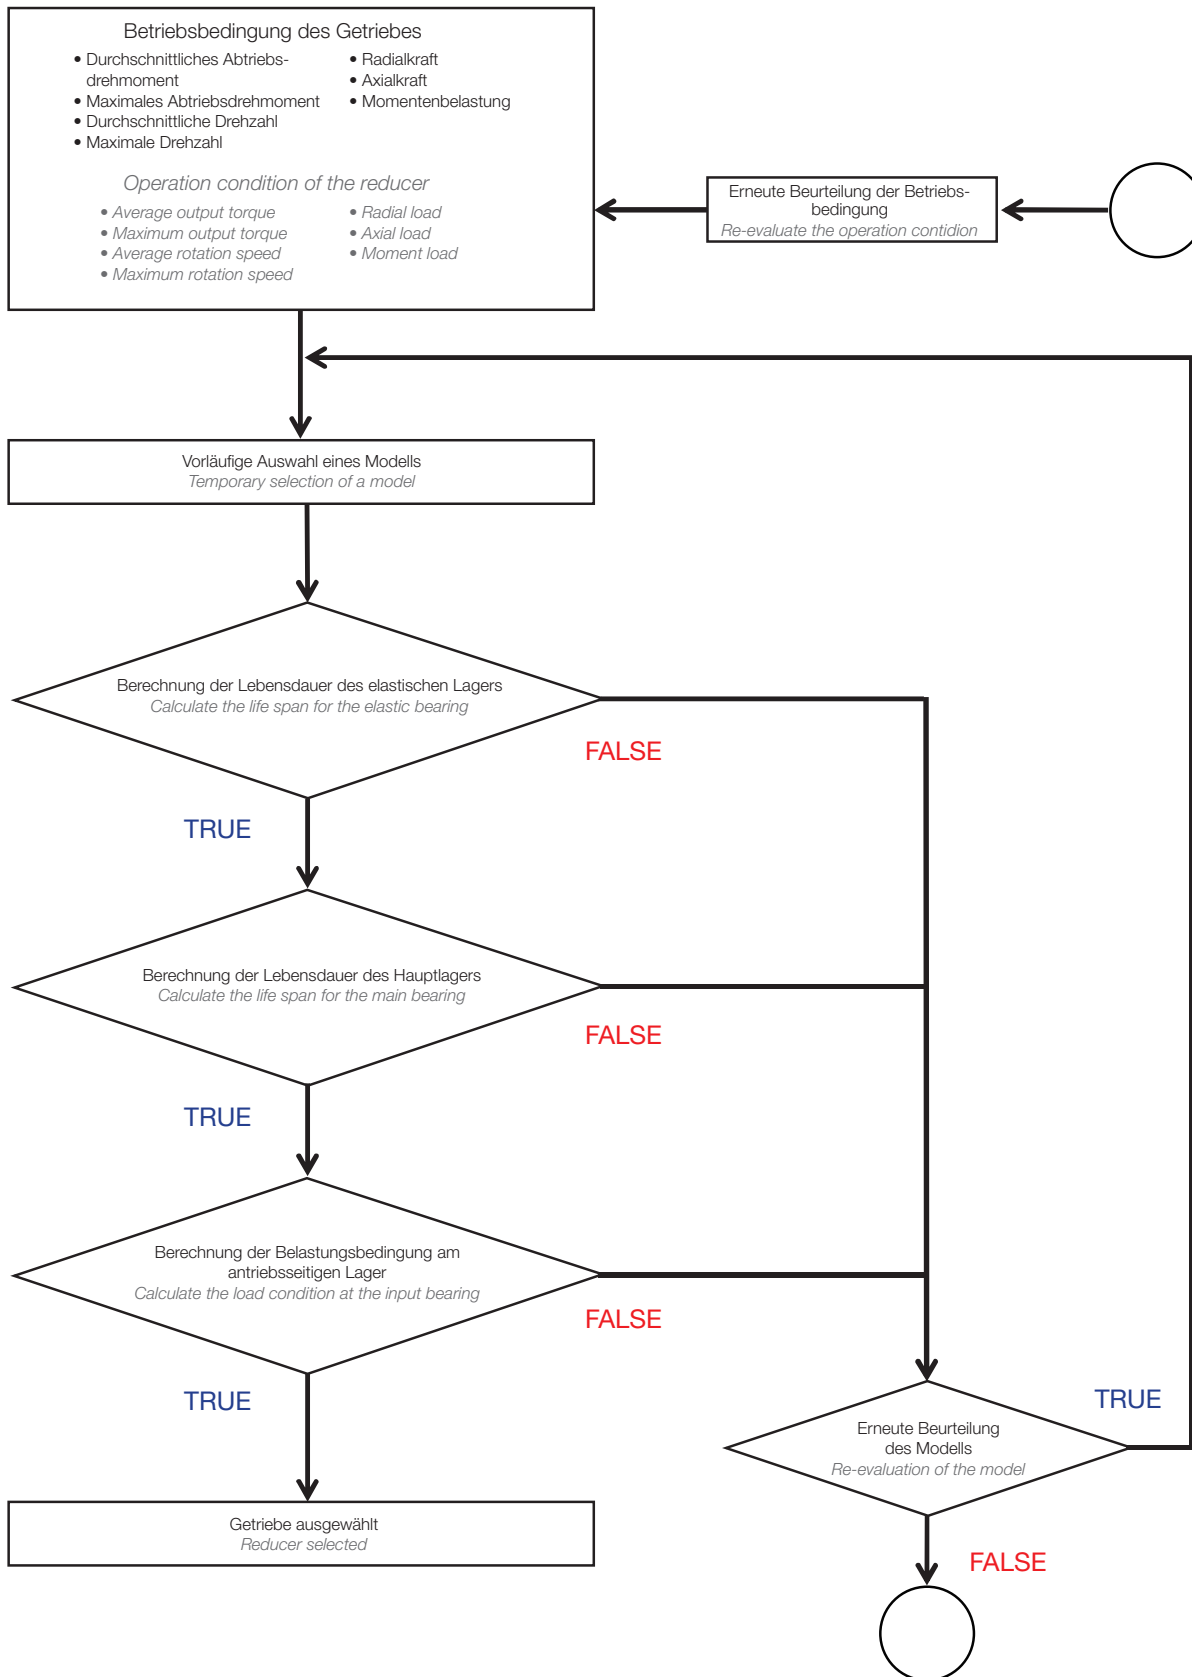 Betriebsbedingung des Getriebes
• Durchschnittliches Abtriebs-
drehmoment
• Maximales Abtriebsdrehmoment
• Durchschnittliche Drehzahl
• Maximale Drehzahl
• Radialkraft
• Axialkraft
• Momentenbelastung
Operation condition of the reducer
• Average output torque
• Maximum output torque
• Average rotation speed
• Maximum rotation speed
• Radial load
• Axial load
• Moment load
Erneute Beurteilung der Betriebs-
bedingung
Re-evaluate the operation contidion
Vorläufige Auswahl eines Modells
Temporary selection of a model
Berechnung der Lebensdauer des elastischen Lagers
Calculate the life span for the elastic bearing
FALSE
TRUE
Berechnung der Lebensdauer des Hauptlagers
Calculate the life span for the main bearing
FALSE
TRUE
Berechnung der Belastungsbedingung am
antriebsseitigen Lager
Calculate the load condition at the input bearing
FALSE
TRUE
Erneute Beurteilung
des Modells
Re-evaluation of the model
TRUE
FALSE
Getriebe ausgewählt
Reducer selected